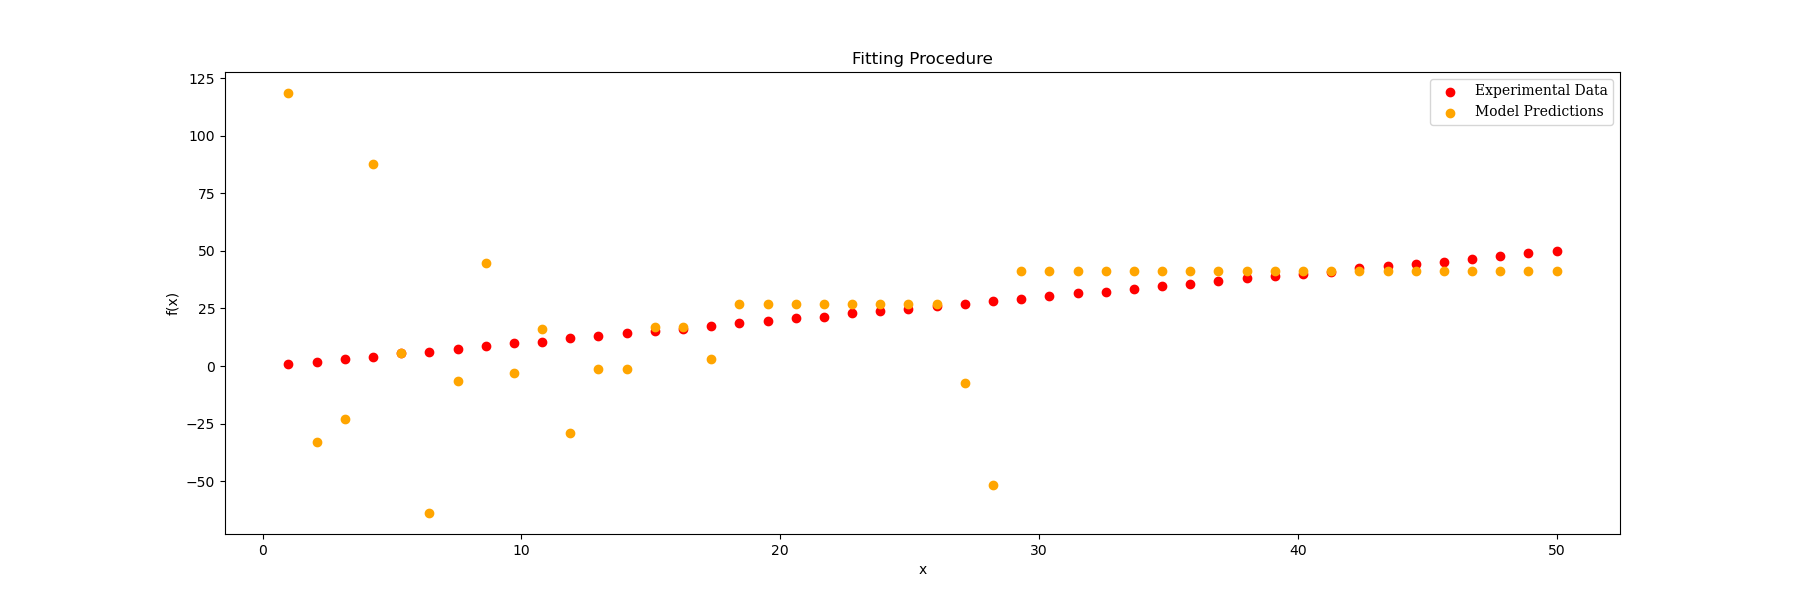 Fitting Procedure
Experimental Data
Model Predictions
125
100
75
50
25
0
−25
−50
f(x)
0 10 20 30 40 50
x